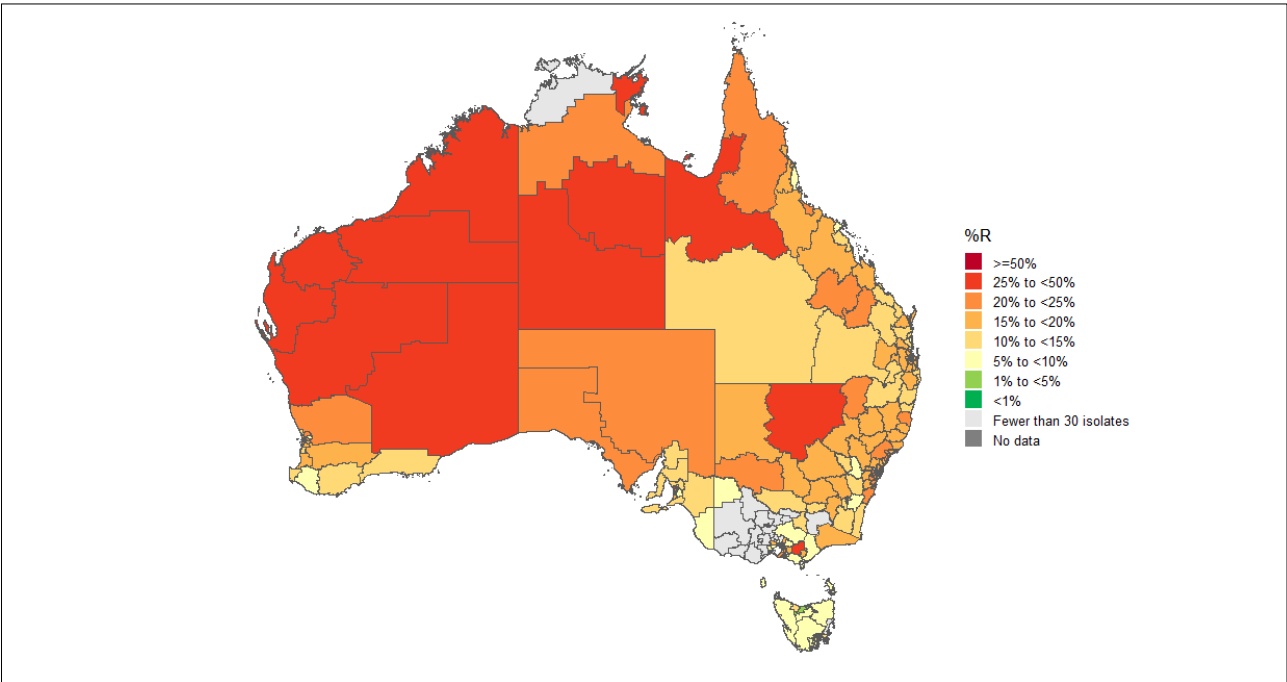 %R
>=50%
25% to <50%
20% to <25%
15% to <20%
10% to <15%
5% to <10%
1% to <5%
<1%
Fewer than 30 isolates
No data